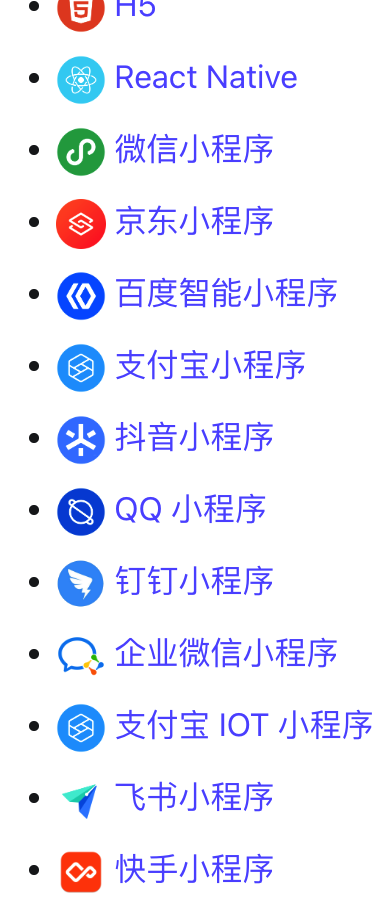 H5
React Native
微信小程序
京东小程序
百度智能小程序
支付宝小程序
抖音小程序
QQ 小程序
钉钉小程序
企业微信小程序
支付宝 IOT 小程序
飞书小程序
快手小程序